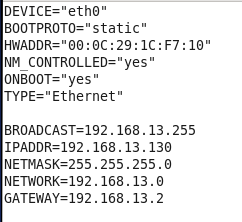 DEVICE="eth0"
BOOTPROTO="static"
HWADDR="00:0C:29:1C:F7:10"
NM_CONTROLLED="yes"
ONBOOT="yes"
TYPE="Ethernet"

BROADCAST=192.168.13.255
IPADDR=192.168.13.130
NETMASK=255.255.255.0
NETWORK=192.168.13.0
GATEWAY=192.168.13.2